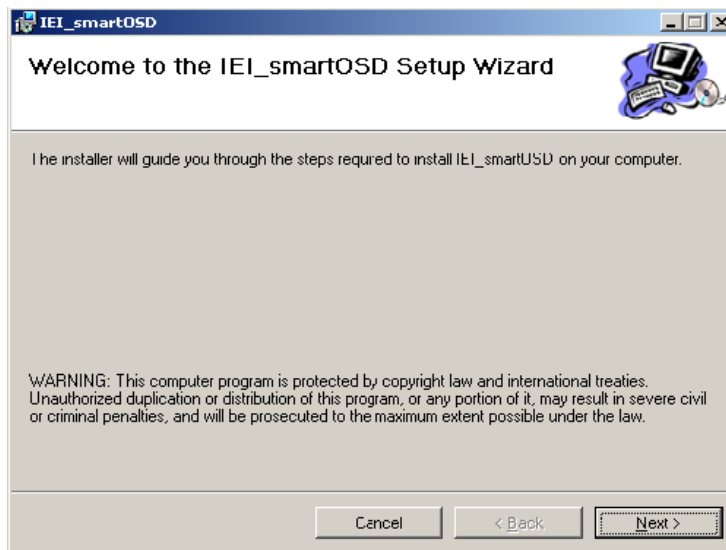 IEI_smartOSD
Welcome to the IEI_smartOSD Setup Wizard
The installer will guide you through the steps required to install IEI_smartOSD on your computer.
WARNING: This computer program is protected by copyright law and international treaties.
Unauthorized duplication or distribution of this program, or any portion of it, may result in severe civil
or criminal penalties, and will be prosecuted to the maximum extent possible under the law.
Cancel
< Back
Next >